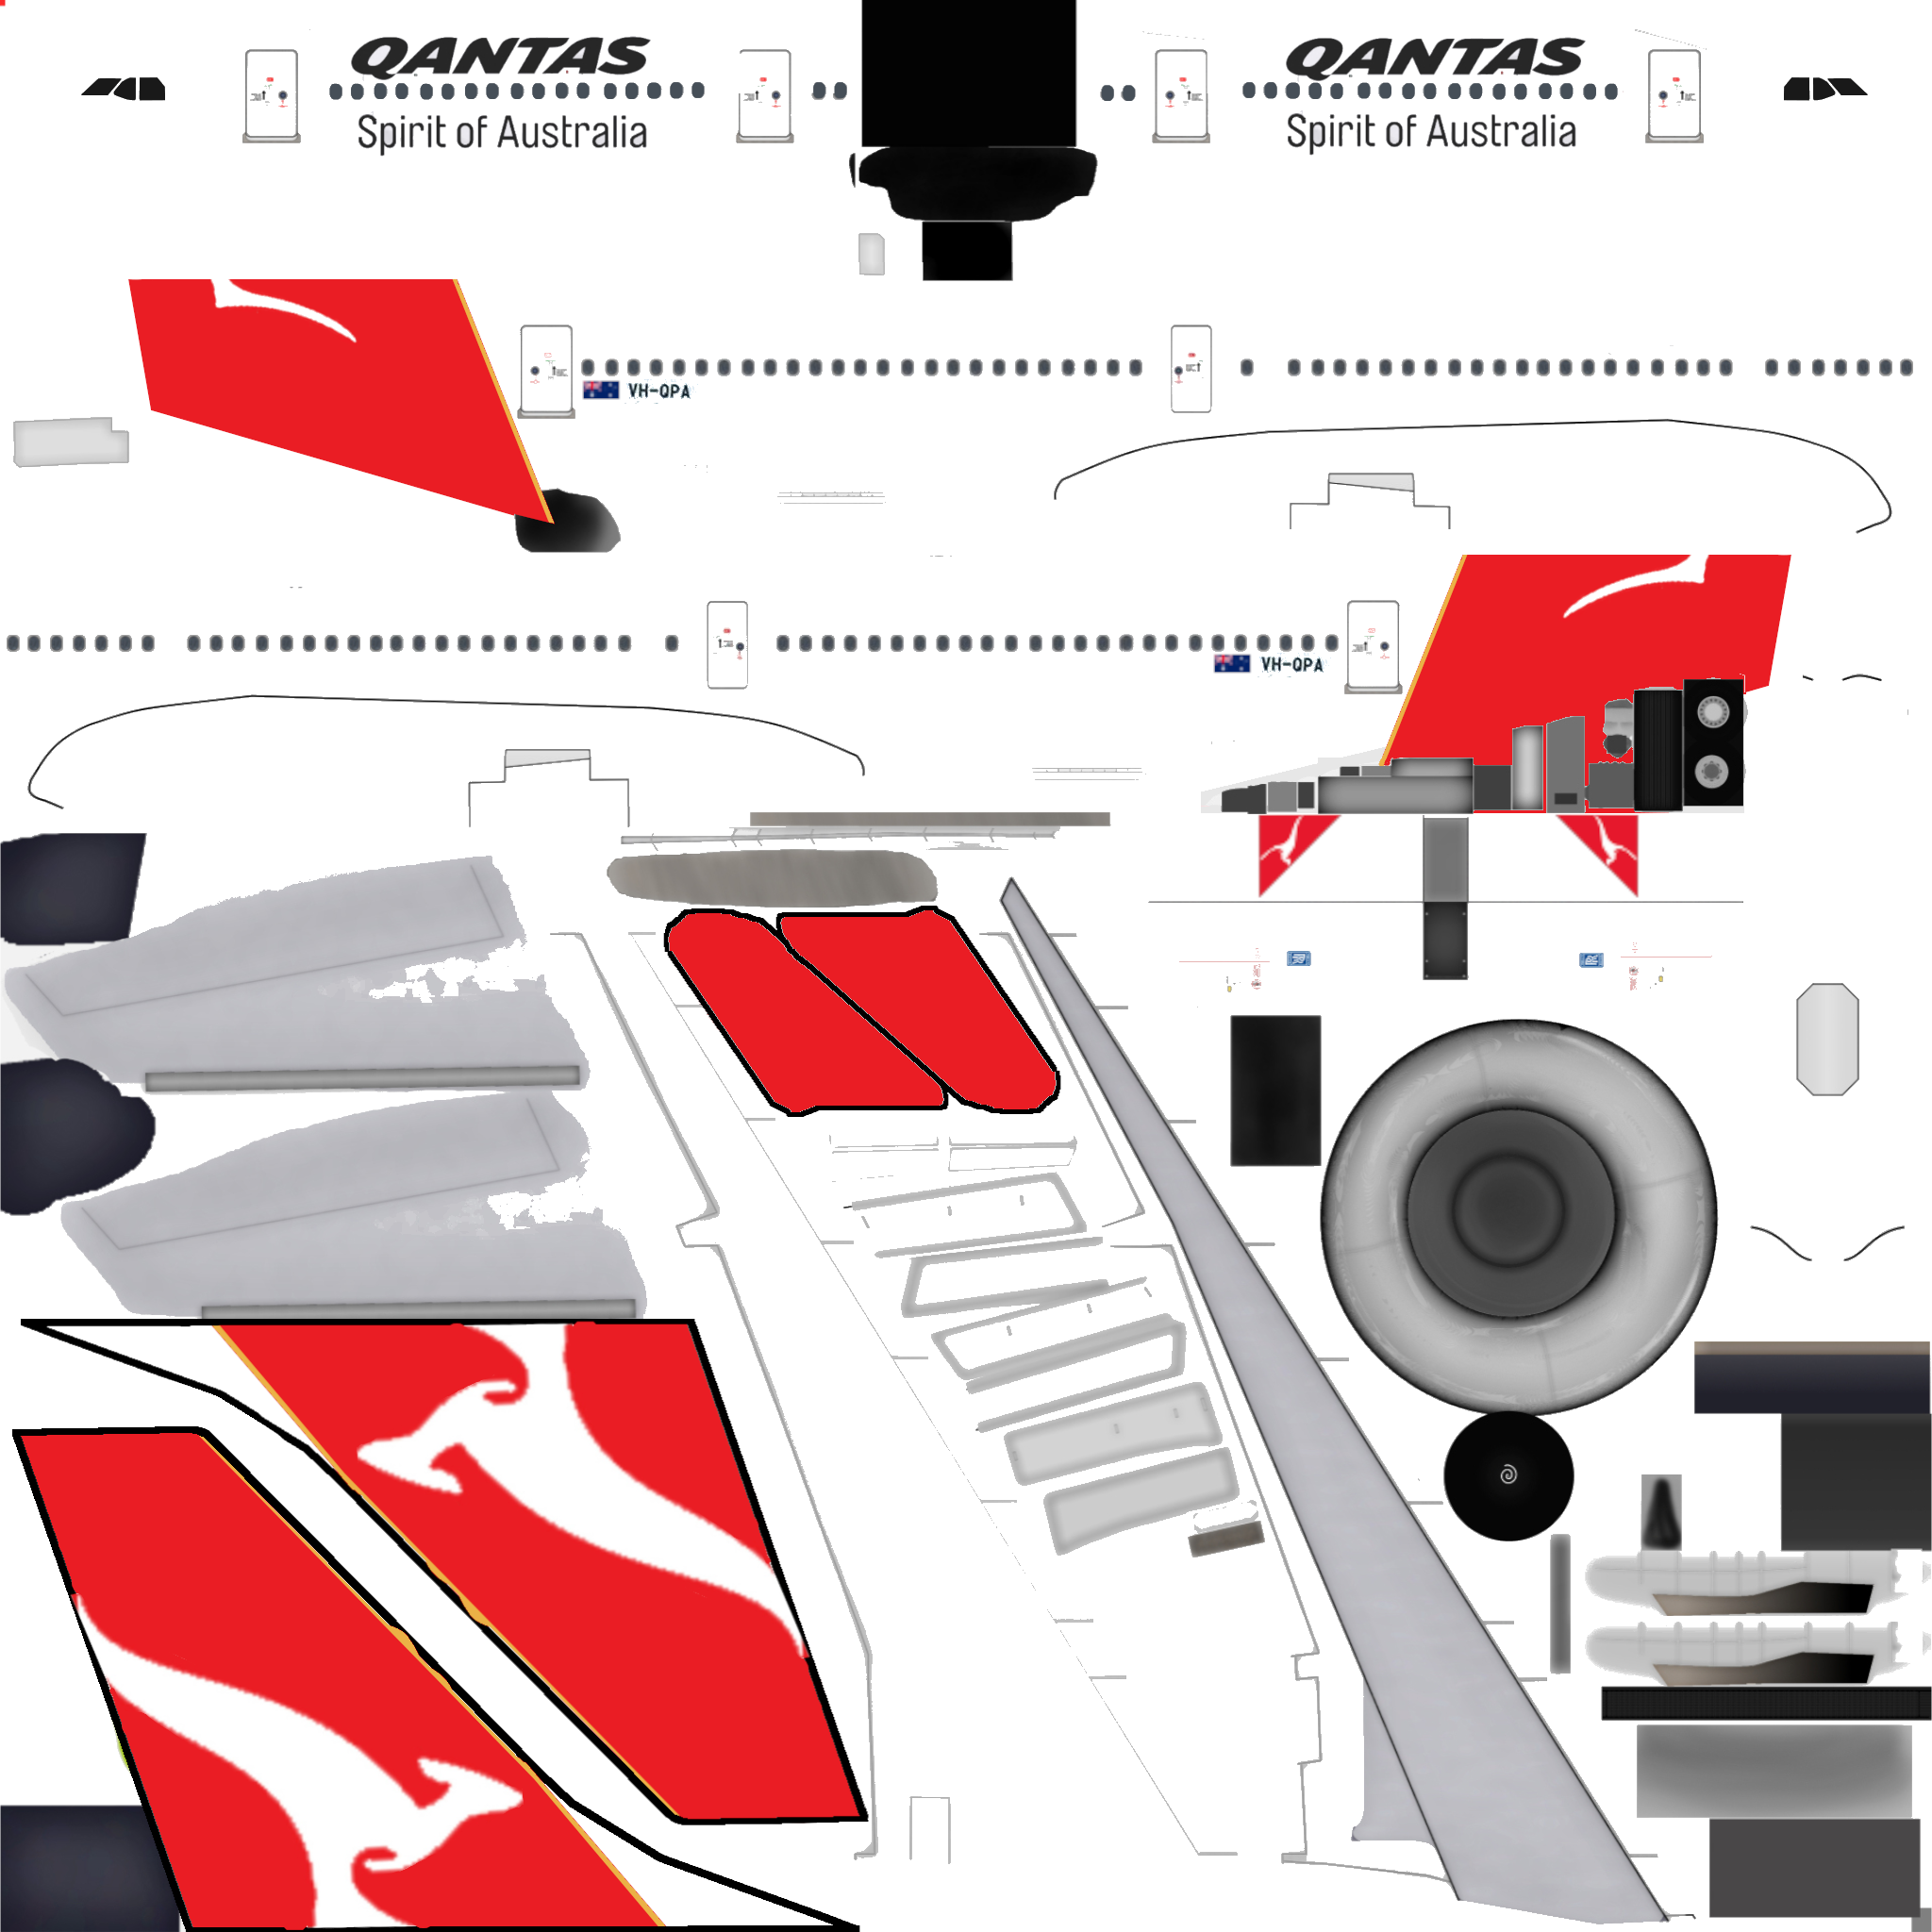 QANTAS
Spirit of Australia
QANTAS
Spirit of Australia
VH-QPA
VH-QPA